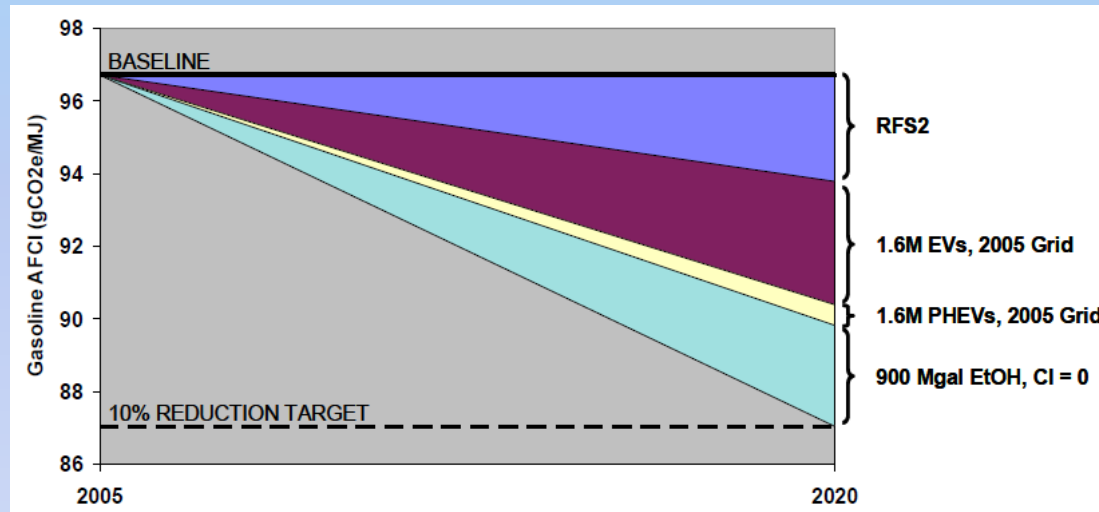 98
BASELINE
96
RFS2
94
Gasoline AFCI (gCO2e/MJ)
92
1.6M EVs, 2005 Grid
90
1.6M PHEVs, 2005 Grid
88
900 Mgal EtOH, CI = 0
10% REDUCTION TARGET
86
2005
2020